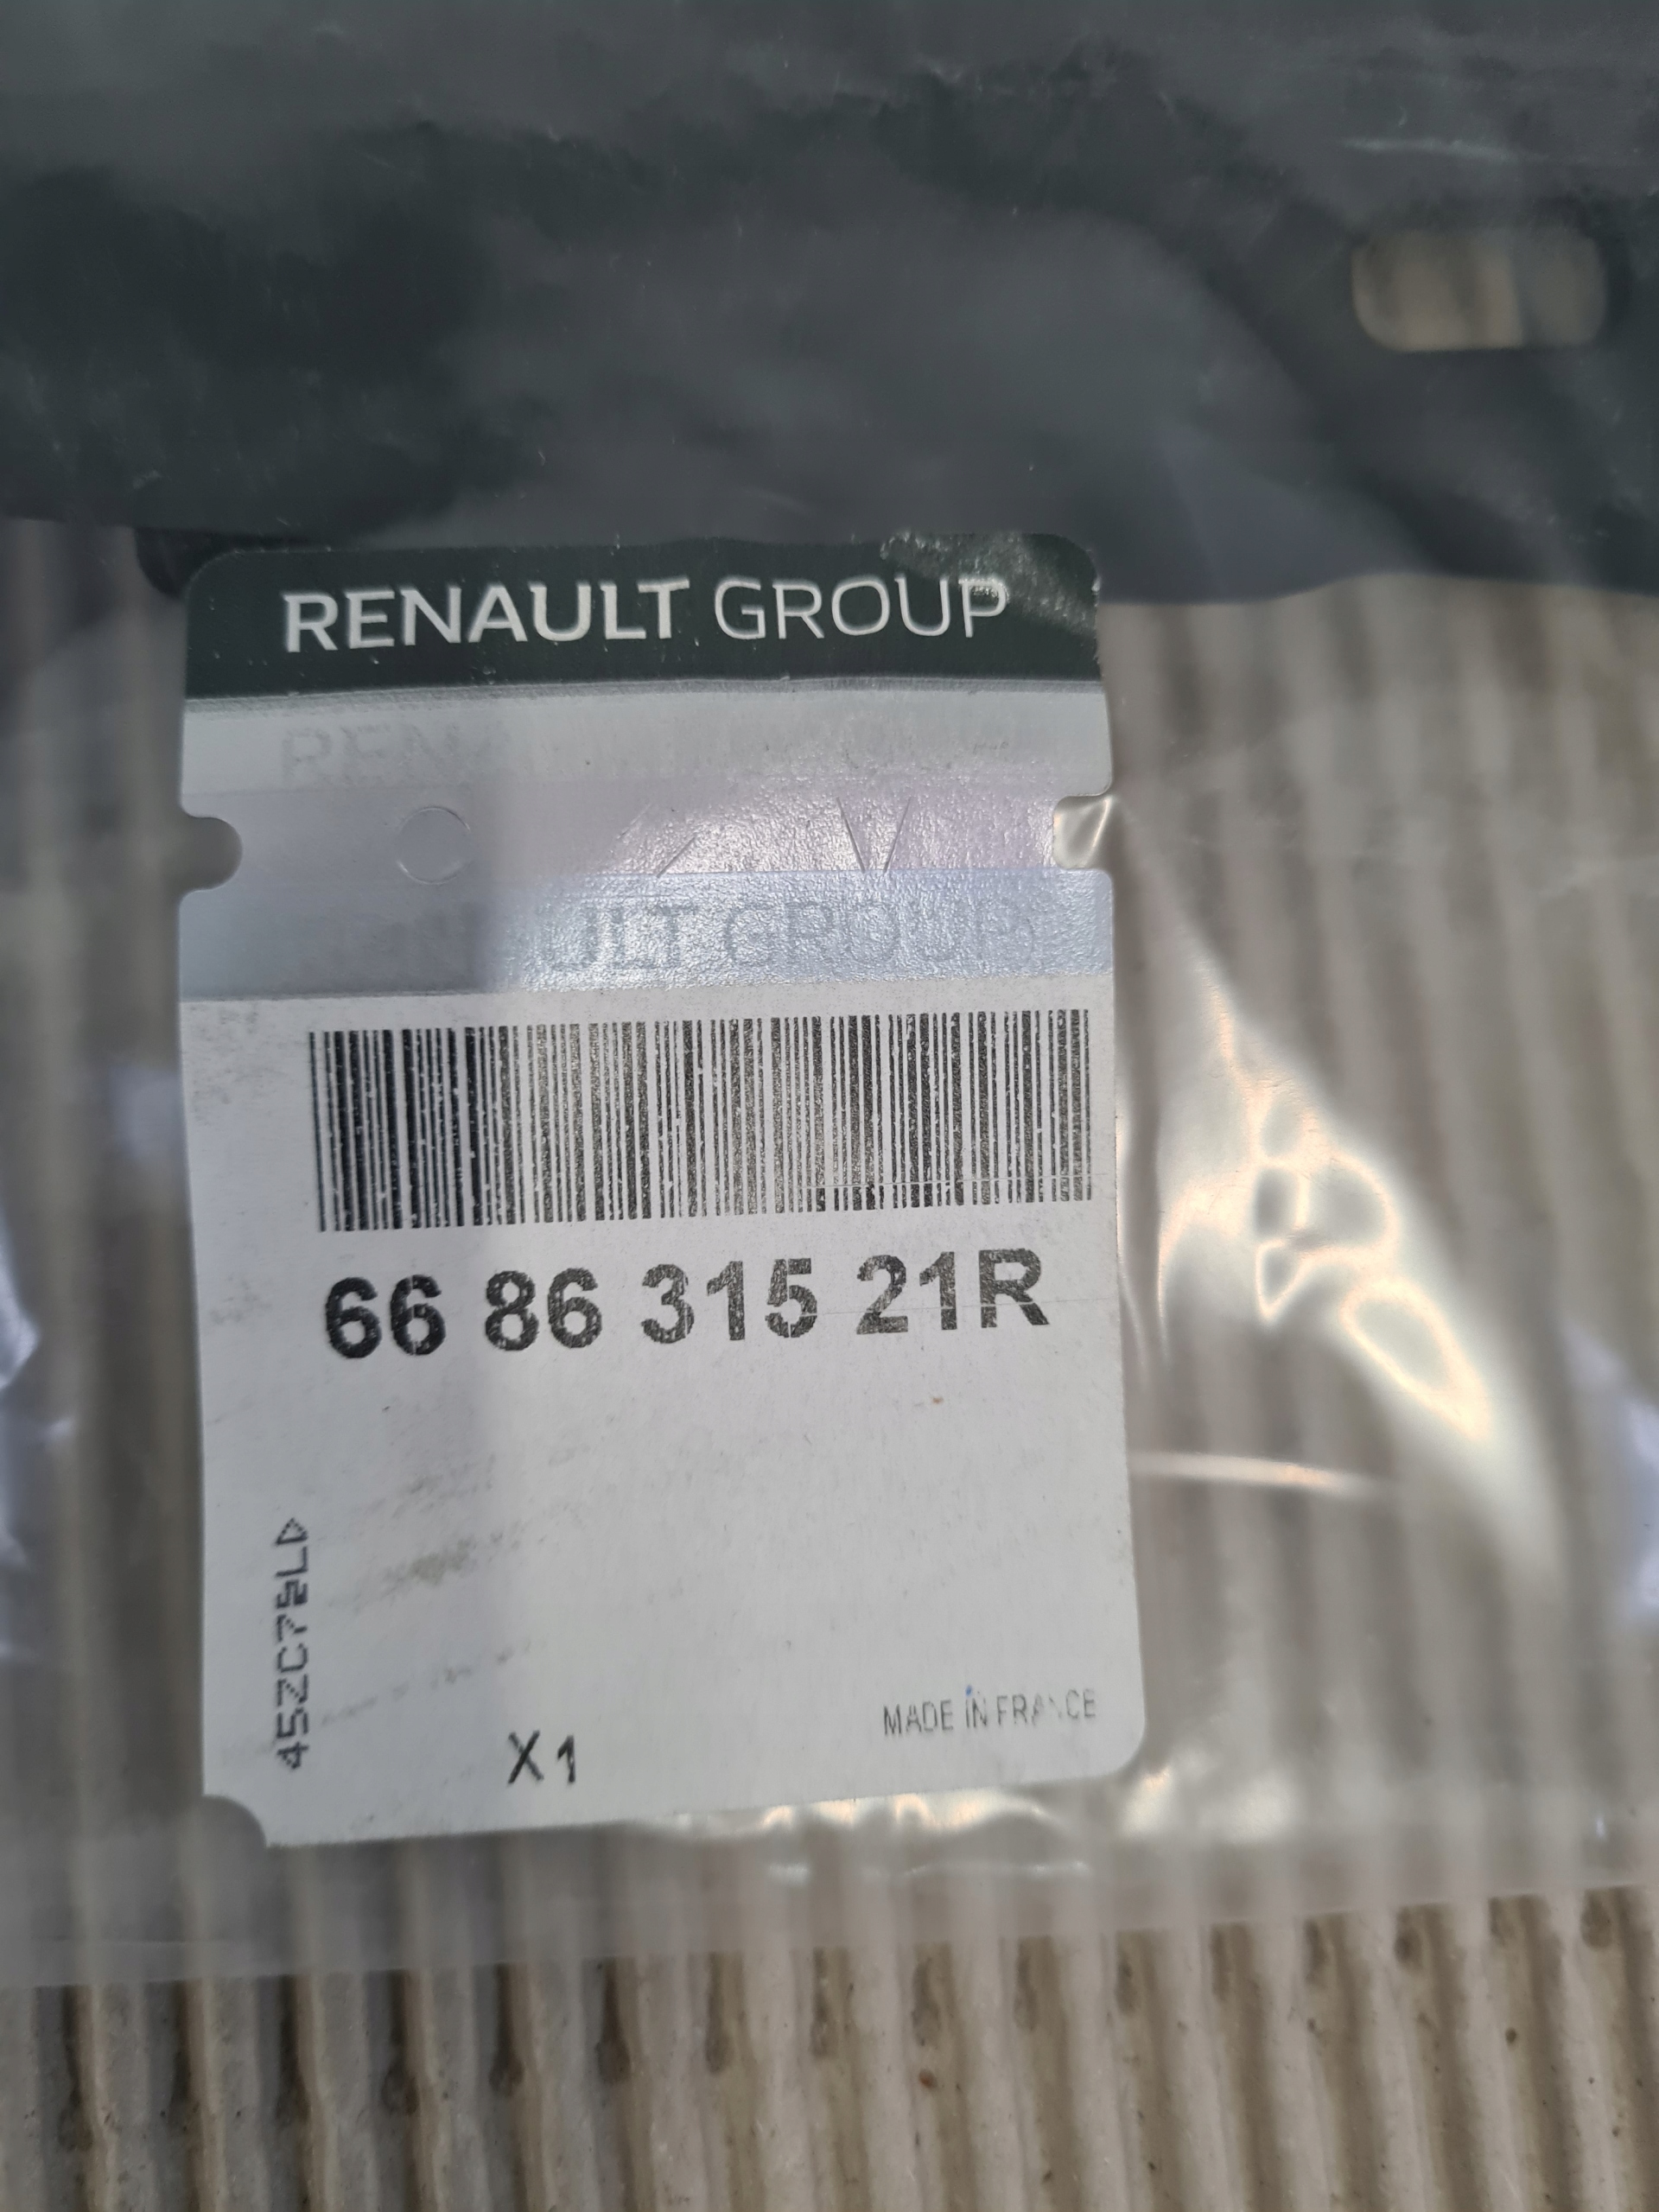 RENAULT GROUP
66 86 315 21R
X1
MADE IN FRANCE